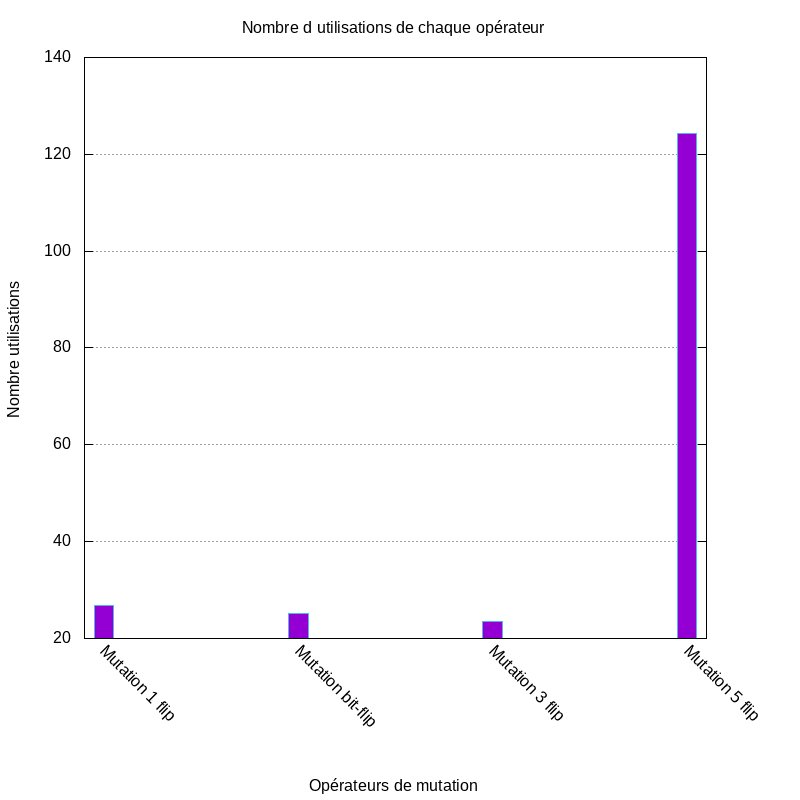 Nombre d utilisations de chaque opérateur
140
120
100
80
60
40
20
Nombre utilisations
Mutation 1 flip
Mutation bit-flip
Mutation 3 flip
Mutation 5 flip
Opérateurs de mutation